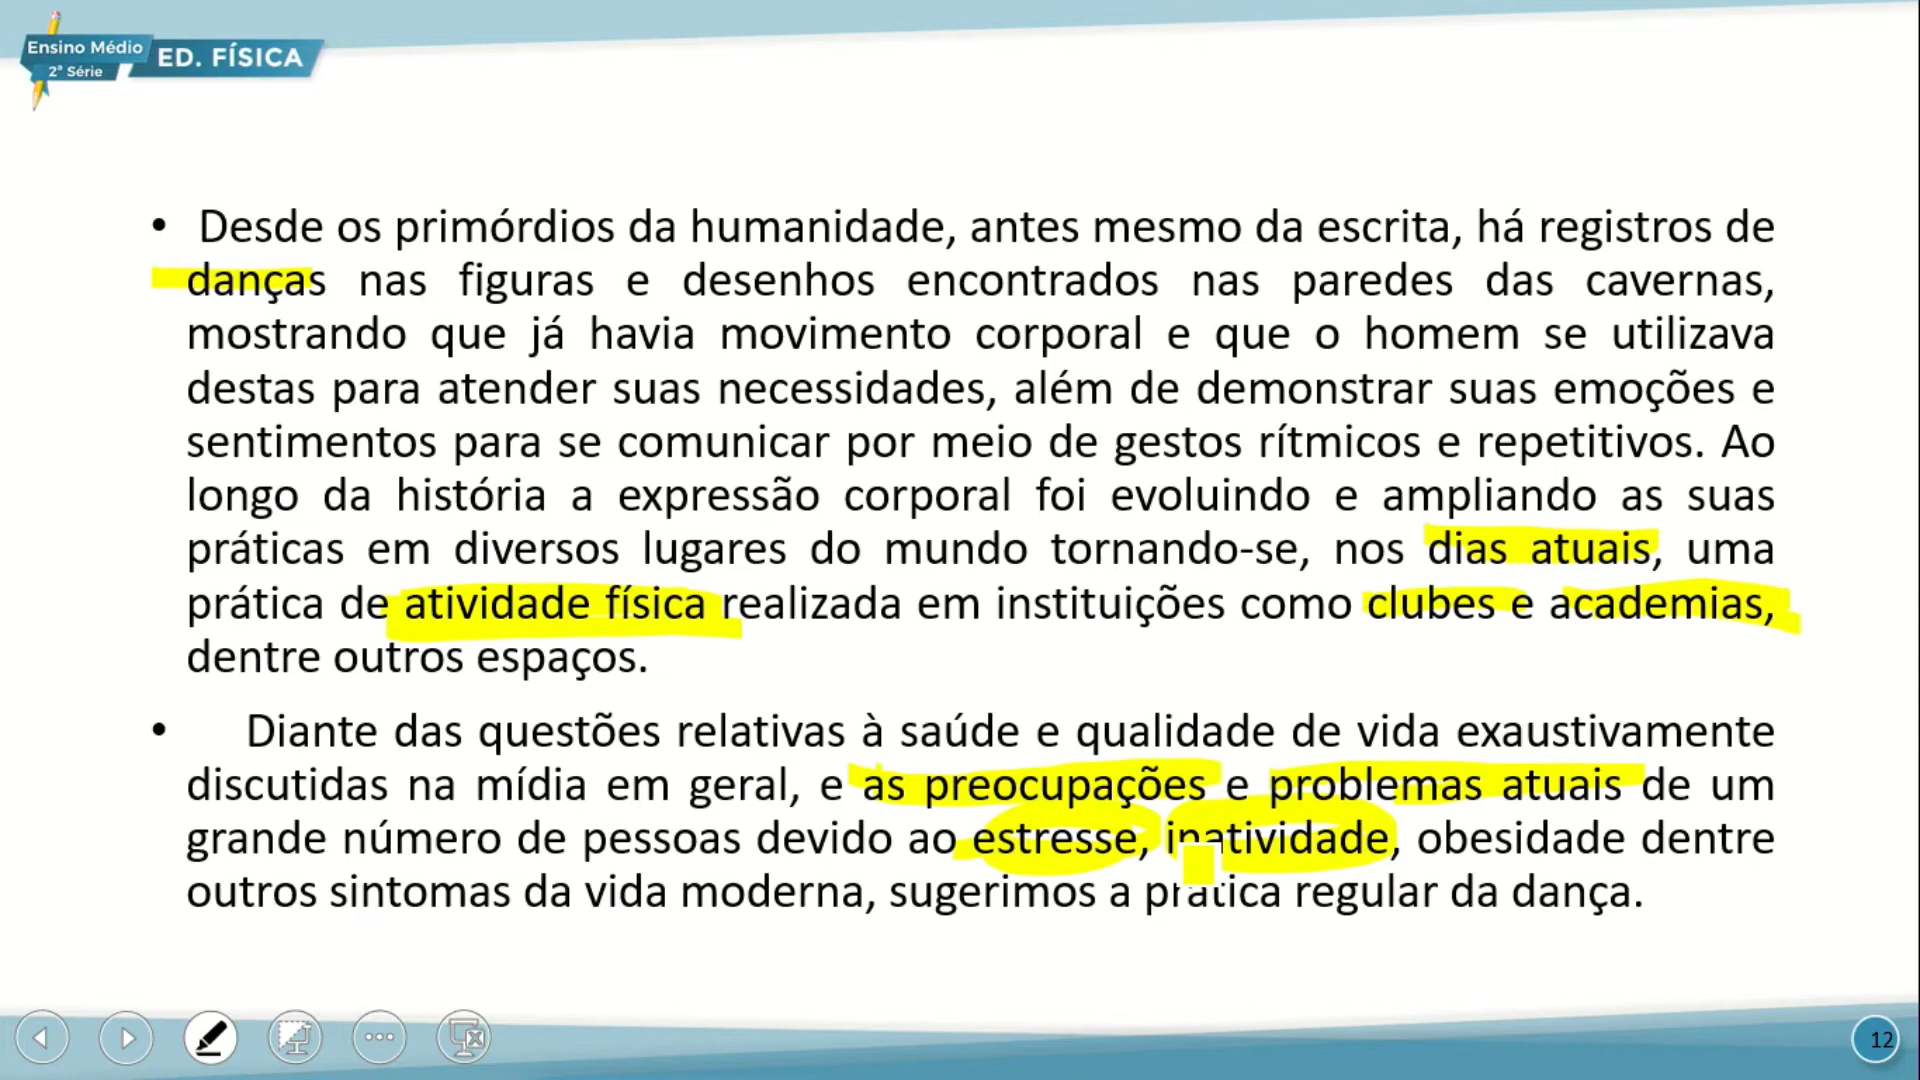 Ensino Médio
2ª Série
ED. FÍSICA
• Desde os primórdios da humanidade, antes mesmo da escrita, há registros de
danças nas figuras e desenhos encontrados nas paredes das cavernas,
mostrando que já havia movimento corporal e que o homem se utilizava
destas para atender suas necessidades, além de demonstrar suas emoções e
sentimentos para se comunicar por meio de gestos rítmicos e repetitivos. Ao
longo da história a expressão corporal foi evoluindo e ampliando as suas
práticas em diversos lugares do mundo tornando-se, nos dias atuais, uma
prática de atividade física realizada em instituições como clubes e academias,
dentre outros espaços.
• Diante das questões relativas à saúde e qualidade de vida exaustivamente
discutidas na mídia em geral, e as preocupações e problemas atuais de um
grande número de pessoas devido ao estresse, inatividade, obesidade dentre
outros sintomas da vida moderna, sugerimos a prática regular da dança.
12